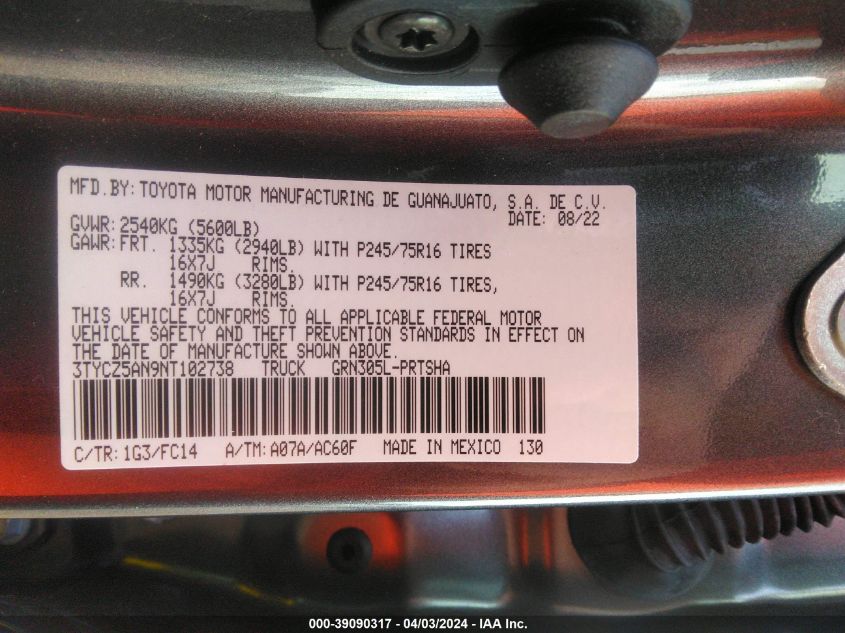 MFD.BY: TOYOTA MOTOR MANUFACTURING DE GUANAJUATO, S.A. DE C.V.
GVWR: 2540KG (5600LB) DATE: 08/22
GAWR: FRT. 1335KG (2940LB) WITH P245/75R16 TIRES
16X7J RIMS.
RR. 1490KG (3280LB) WITH P245/75R16 TIRES,
16X7J RIMS.
THIS VEHICLE CONFORMS TO ALL APPLICABLE FEDERAL MOTOR
VEHICLE SAFETY AND THEFT PREVENTION STANDARDS IN EFFECT ON
THE DATE OF MANUFACTURE SHOWN ABOVE.
3TYCZ5AN9NT102738 TRUCK GRN305L-PRTSHA
C/TR: 1G3/FC14 A/TM: A07A/AC60F MADE IN MEXICO 130
000-39090317 - 04/03/2024 - IAA Inc.